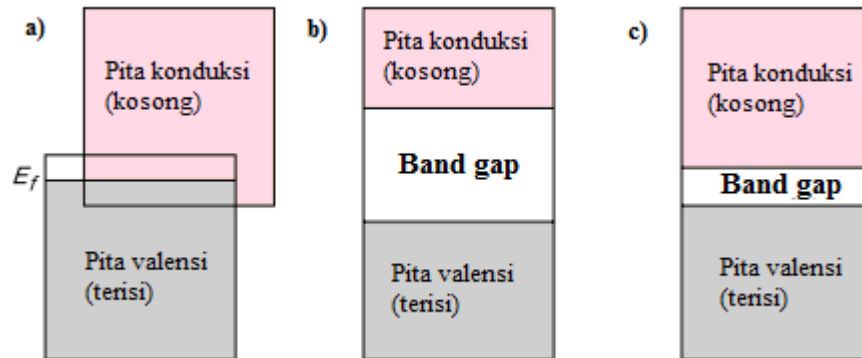 a)
Pita konduksi
(kosong)
E_f
Pita valensi
(terisi)
b)
Pita konduksi
(kosong)
Band gap
Pita valensi
(terisi)
c)
Pita konduksi
(kosong)
Band gap
Pita valensi
(terisi)